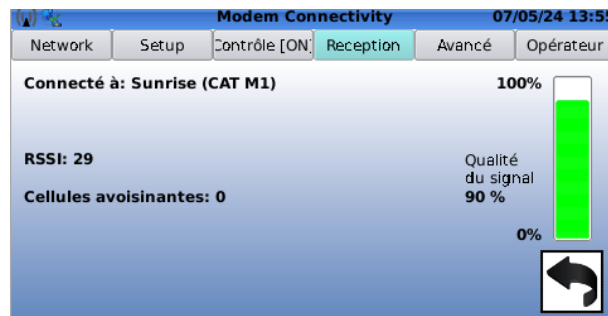 Modem Connectivity 07/05/24 13:55
Network Setup Contrôle [ON] Reception Avancé Opérateur
Connecté à: Sunrise (CAT M1) 100%
RSSI: 29 Qualité
du signal
Cellules avoisinantes: 0 90 %
0%